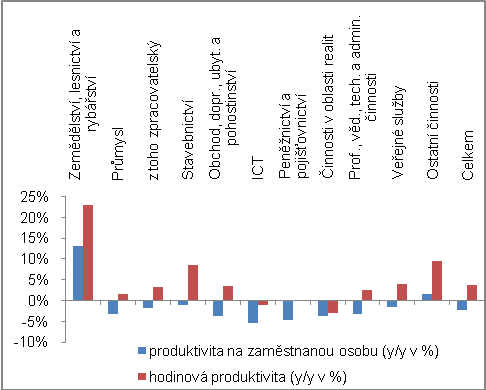 Zemědělství, lesnictví a
rybářství
Průmysl
z toho zpracovatelský
Stavebnictví
Obchod, dopr., ubyt. a
pohostinství
ICT
Peněžnictví a
pojišťovnictví
Činnosti v oblasti realit
Prof., věd., tech. a admin.
činnosti
Veřejné služby
Ostatní činnosti
Celkem
25%
20%
15%
10%
5%
0%
-5%
-10%
produktivita na zaměstnanou osobu (y/y v %)
hodinová produktivita (y/y v %)